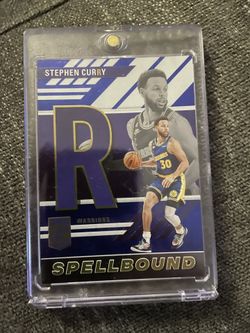 STEPHEN CURRY
R
30
WARRIORS
SPELLBOUND